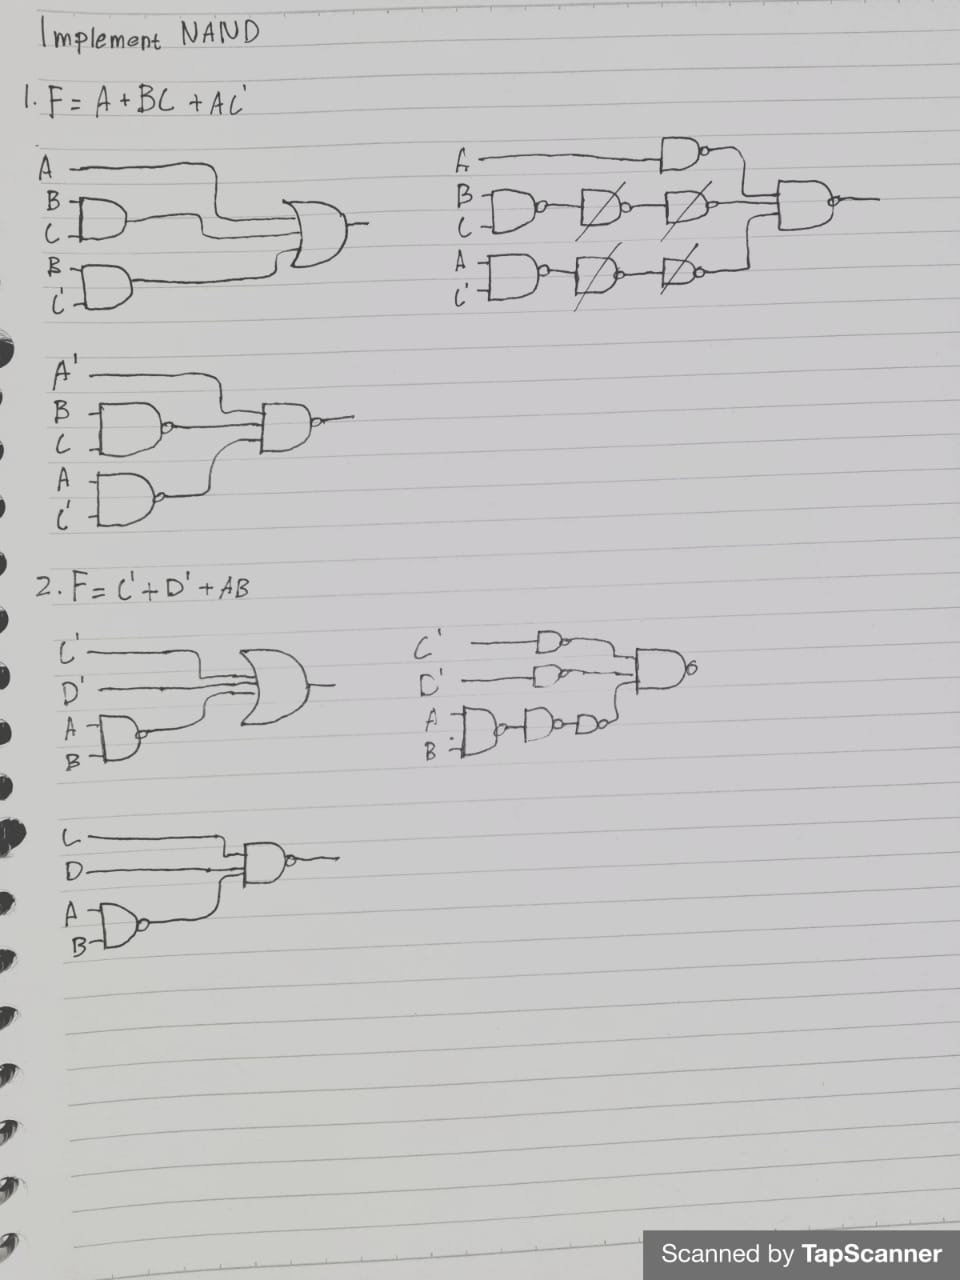 Implement NAND
1. F = A + BC + AC'
A
B
C
B
C'
A
B
C
A
C'
A'
B
C
A
C'
2. F = C' + D' + AB
C'
D'
A
B
C'
D'
A
B
C
D
A
B
Scanned by TapScanner